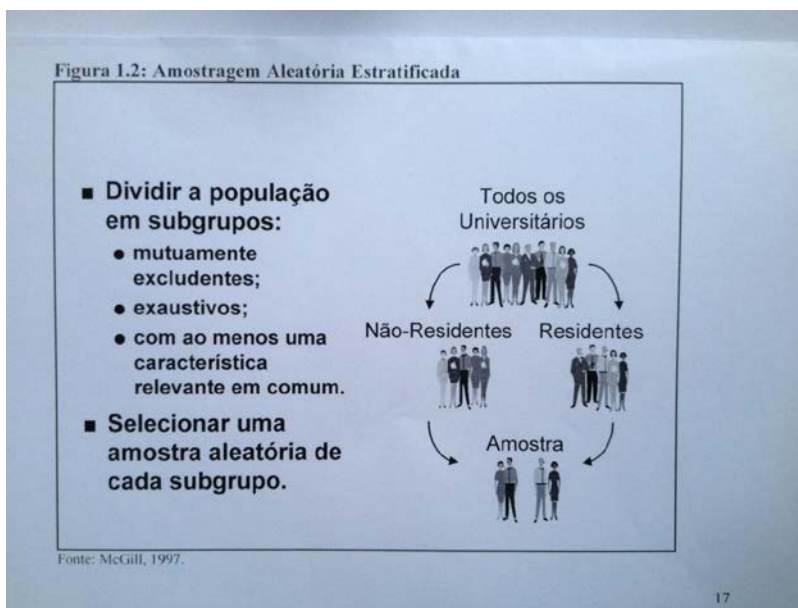 Figura 1.2: Amostragem Aleatória Estratificada
■ Dividir a população
em subgrupos:
● mutuamente
excludentes;
● exaustivos;
● com ao menos uma
característica
relevante em comum.
■ Selecionar uma
amostra aleatória de
cada subgrupo.
Todos os
Universitários
Não-Residentes
Residentes
Amostra
Fonte: McGill, 1997.
17